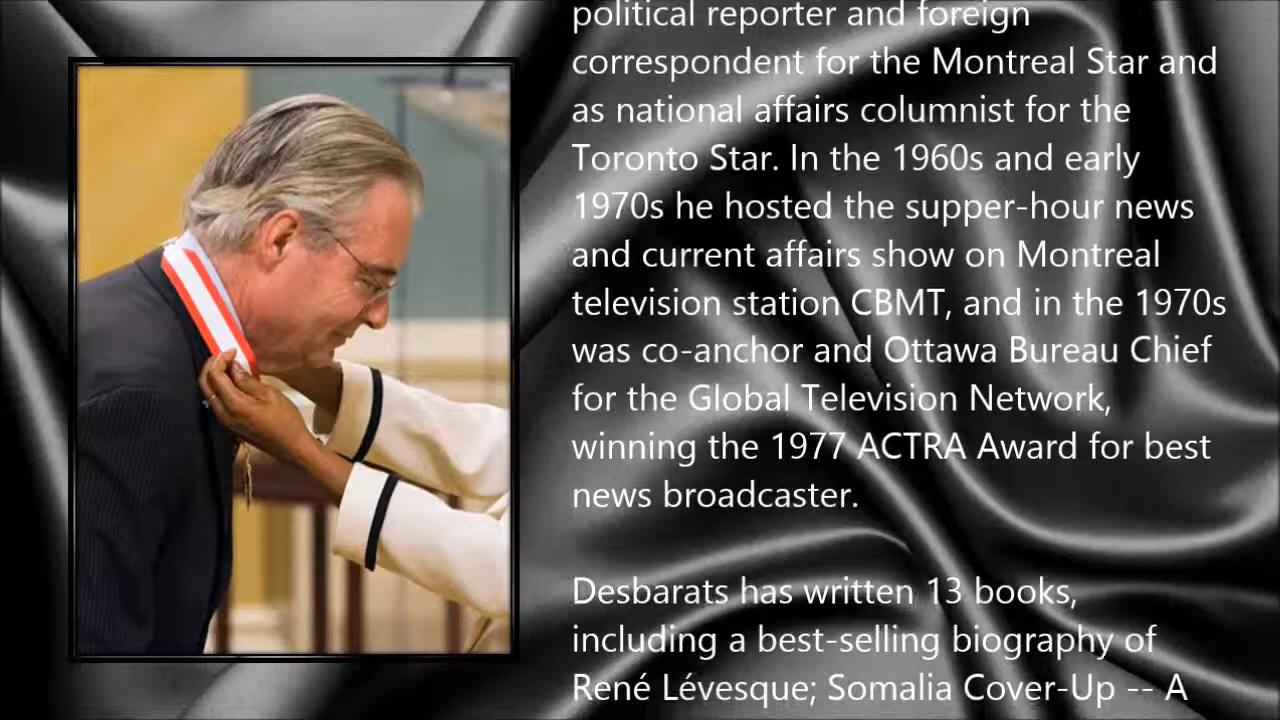 political reporter and foreign
correspondent for the Montreal Star and
as national affairs columnist for the
Toronto Star. In the 1960s and early
1970s he hosted the supper-hour news
and current affairs show on Montreal
television station CBMT, and in the 1970s
was co-anchor and Ottawa Bureau Chief
for the Global Television Network,
winning the 1977 ACTRA Award for best
news broadcaster.
Desbarats has written 13 books,
including a best-selling biography of
René Lévesque; Somalia Cover-Up -- A